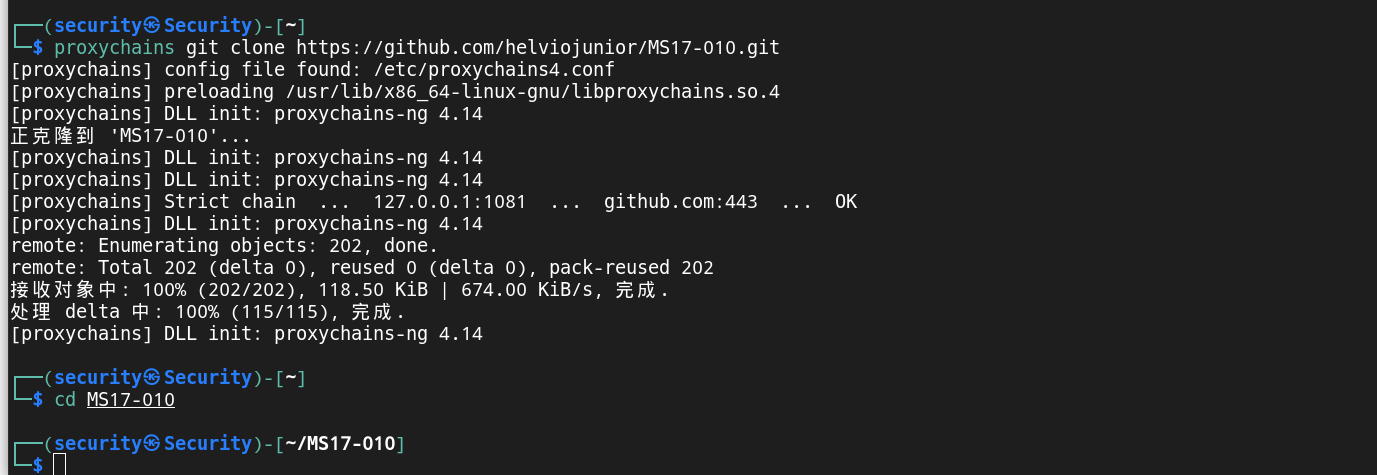 ┌──(security㉿Security)-[~]
└─$ proxychains git clone https://github.com/helviojunior/MS17-010.git
[proxychains] config file found: /etc/proxychains4.conf
[proxychains] preloading /usr/lib/x86_64-linux-gnu/libproxychains.so.4
[proxychains] DLL init: proxychains-ng 4.14
正克隆到 'MS17-010'...
[proxychains] DLL init: proxychains-ng 4.14
[proxychains] DLL init: proxychains-ng 4.14
[proxychains] Strict chain  ...  127.0.0.1:1081  ...  github.com:443  ...  OK
[proxychains] DLL init: proxychains-ng 4.14
remote: Enumerating objects: 202, done.
remote: Total 202 (delta 0), reused 0 (delta 0), pack-reused 202
接收对象中: 100% (202/202), 118.50 KiB | 674.00 KiB/s, 完成.
处理 delta 中: 100% (115/115), 完成.
[proxychains] DLL init: proxychains-ng 4.14
┌──(security㉿Security)-[~]
└─$ cd MS17-010
┌──(security㉿Security)-[~/MS17-010]
└─$